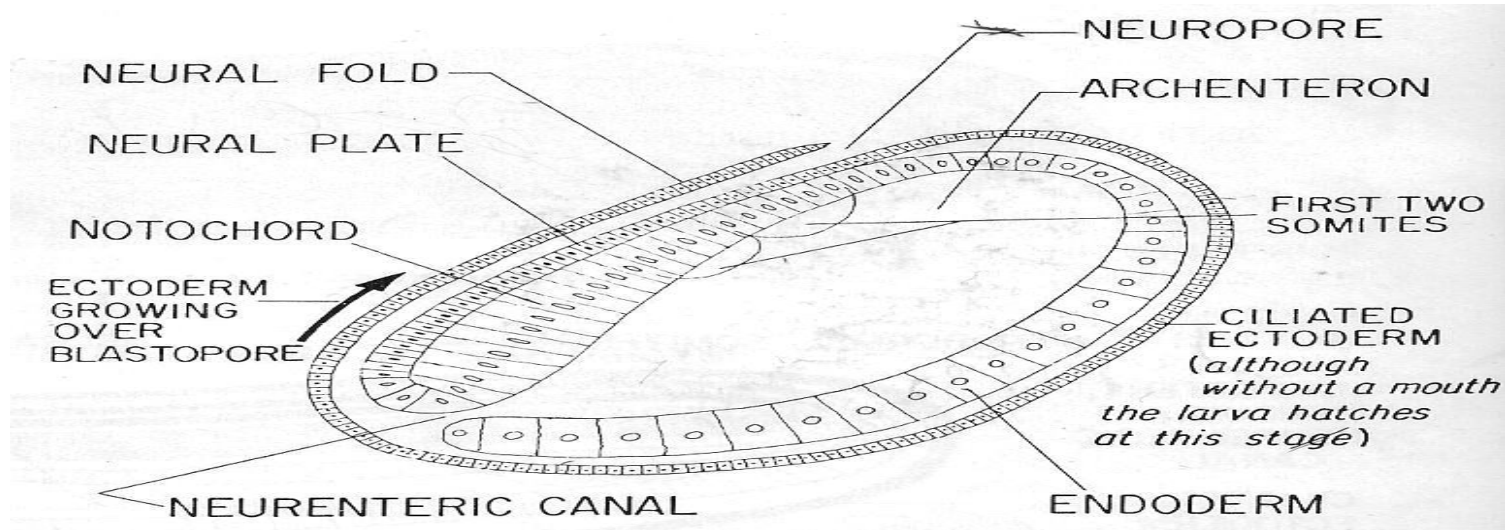 NEUROPORE
NEURAL FOLD
ARCHENTERON
NEURAL PLATE
FIRST TWO
SOMITES
NOTOCHORD
ECTODERM
GROWING
OVER
BLASTOPORE
CILIATED
ECTODERM
(although
without a mouth
the larva hatches
at this stage)
NEURENTERIC CANAL
ENDODERM